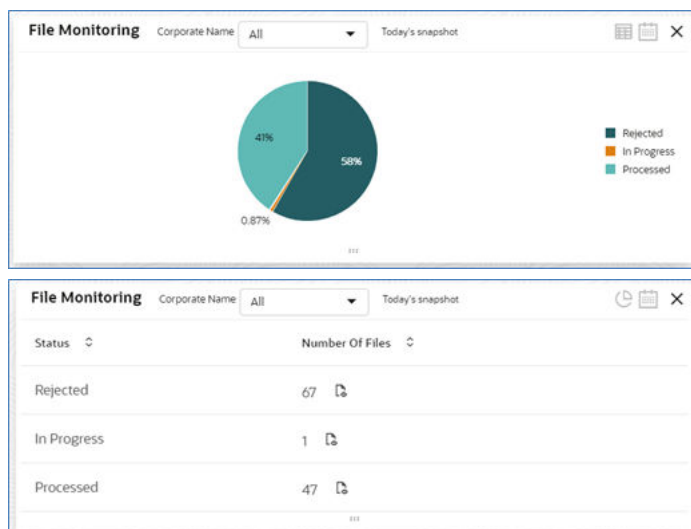 File Monitoring Corporate Name All Today's snapshot
41%
58%
0.87%
Rejected
In Progress
Processed
File Monitoring Corporate Name All Today's snapshot
Status Number Of Files
Rejected 67
In Progress 1
Processed 47